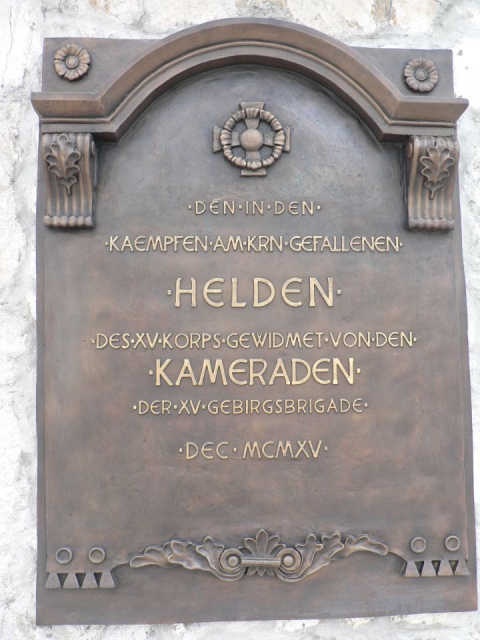 ·DEN·IN·DEN·
·KAEMPFEN·AM·KRN·GEFALLENEN·
·HELDEN·
·DES·XV·KORPS·GEWIDMET·VON·DEN·
·KAMERADEN·
·DER·XV·GEBIRGSBRIGADE·
·DEC·MCMXV·